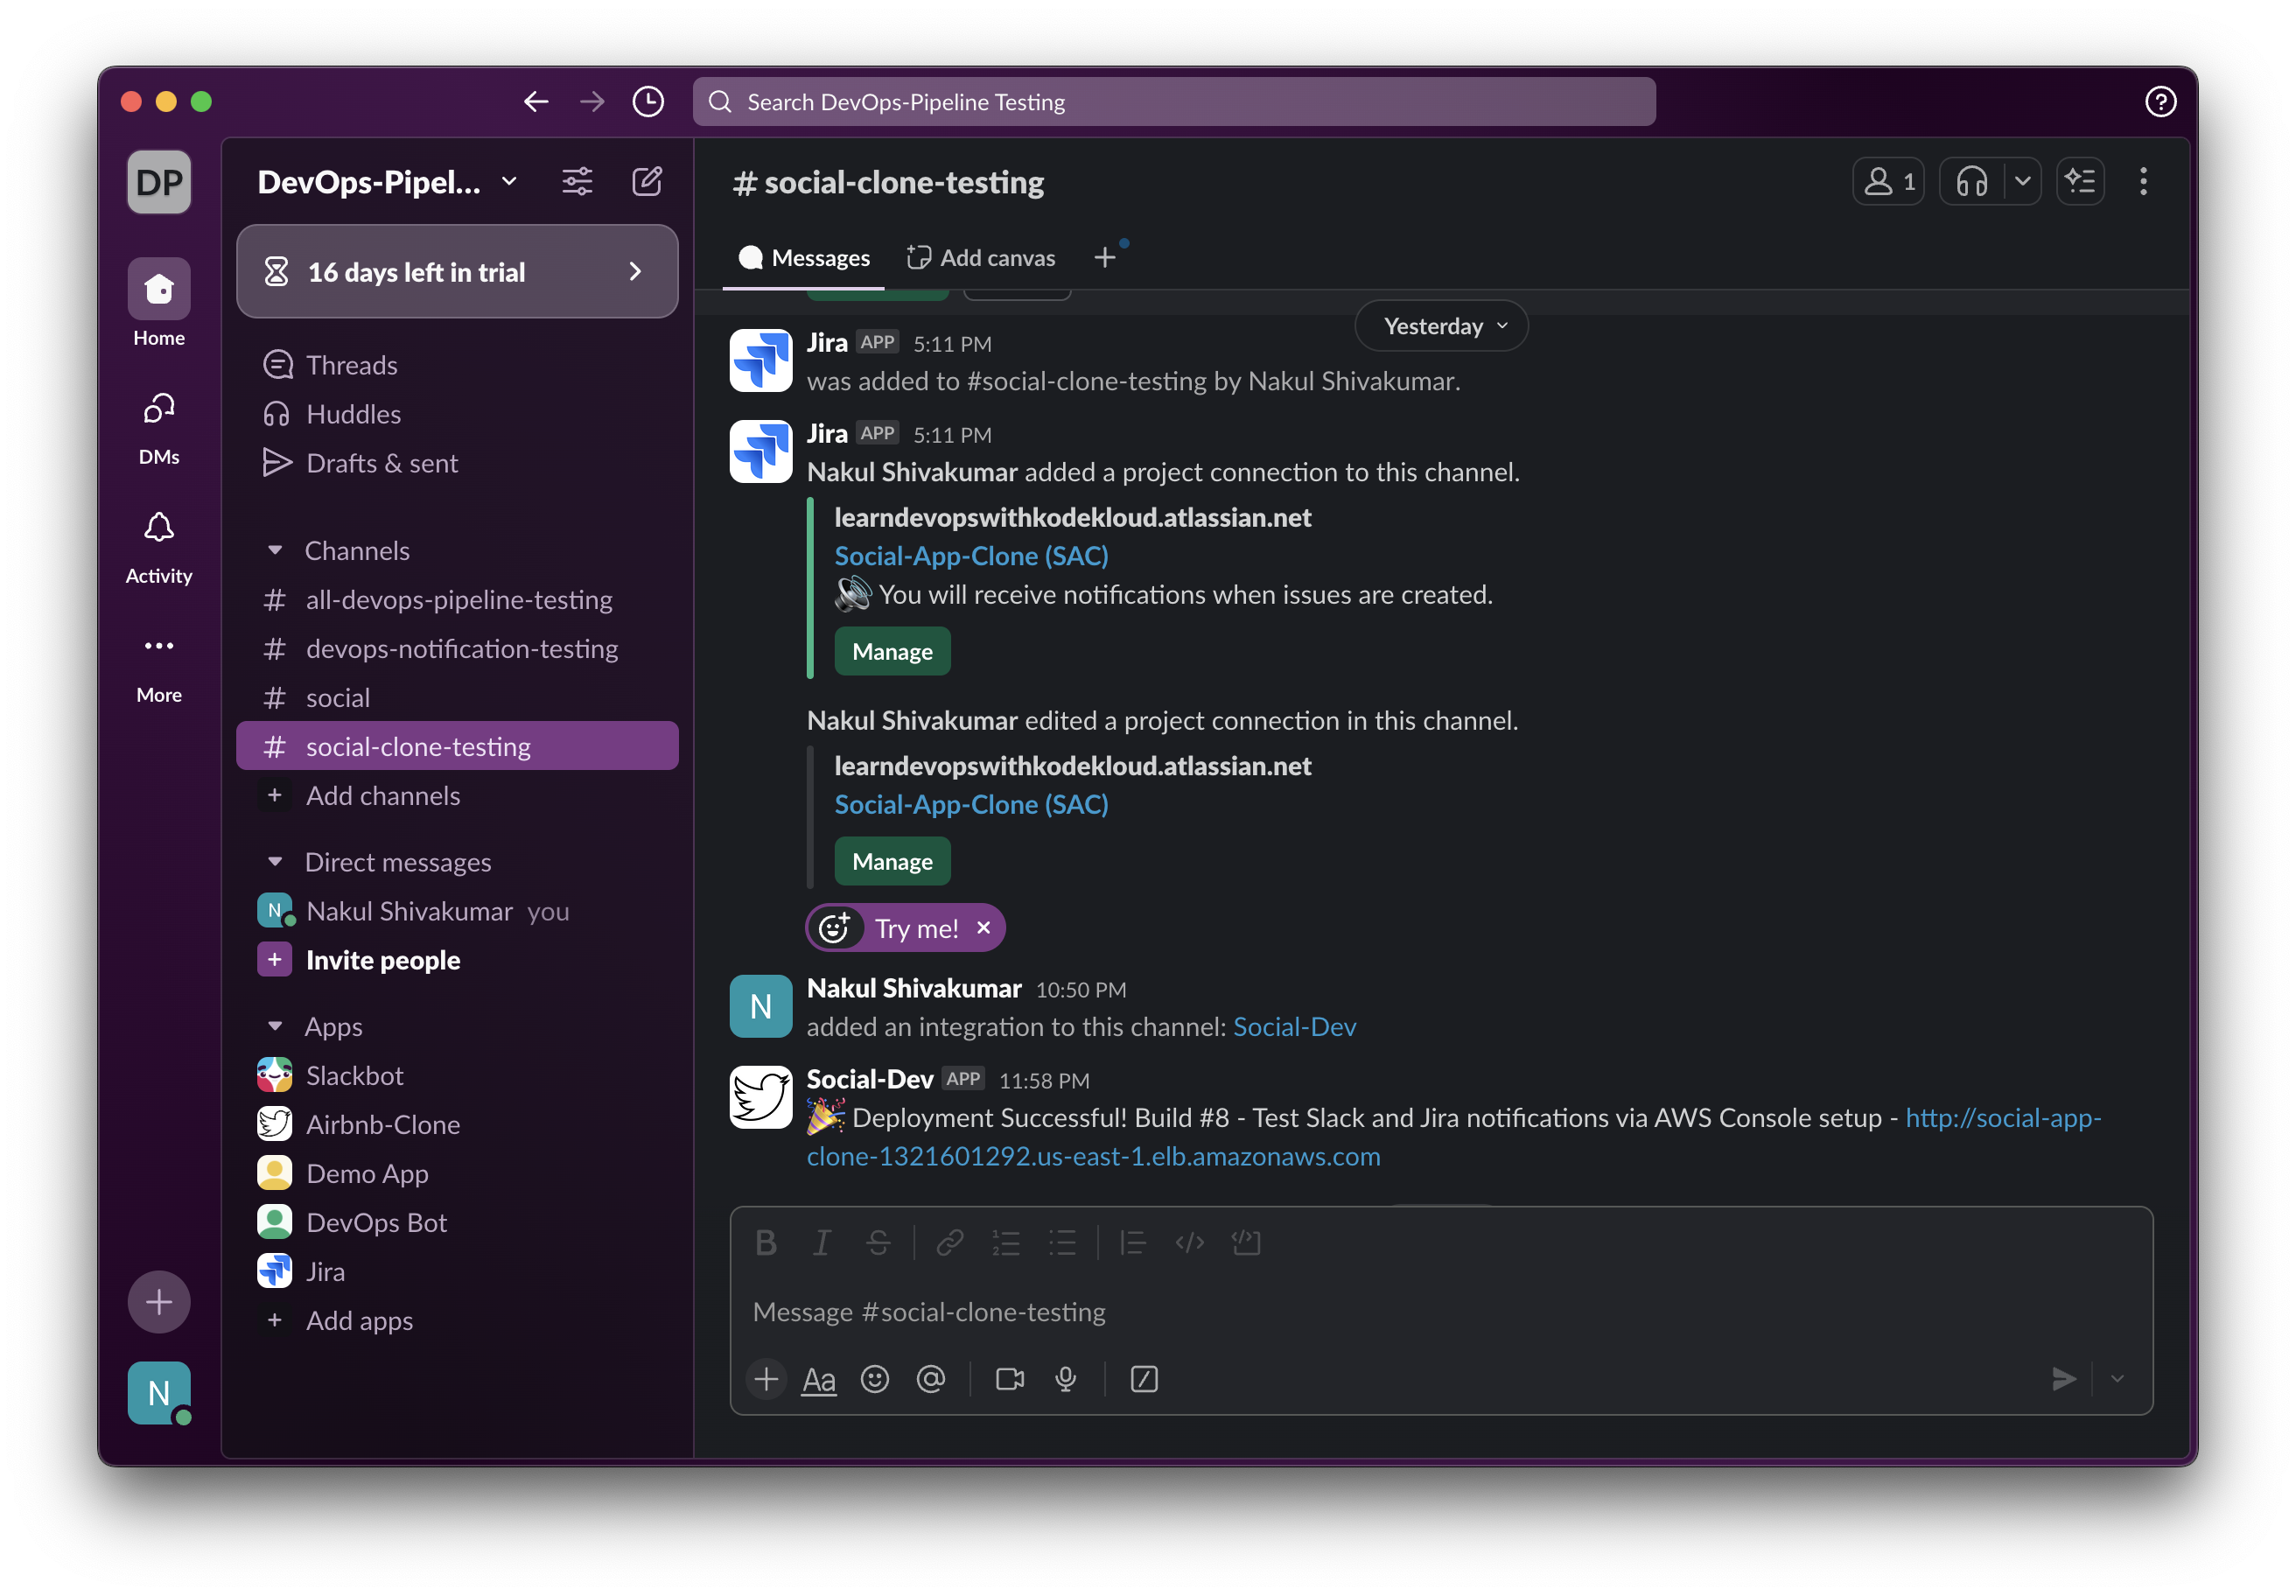 Search DevOps-Pipeline Testing
DP
Home
DMs
Activity
More
N
DevOps-Pipel...
16 days left in trial
Threads
Huddles
Drafts & sent
Channels
# all-devops-pipeline-testing
# devops-notification-testing
# social
# social-clone-testing
+ Add channels
Direct messages
N Nakul Shivakumar you
+ Invite people
Apps
Slackbot
Airbnb-Clone
Demo App
DevOps Bot
Jira
+ Add apps
# social-clone-testing
1
Messages
Add canvas
+
Yesterday
Jira APP 5:11 PM
was added to #social-clone-testing by Nakul Shivakumar.
Jira APP 5:11 PM
Nakul Shivakumar added a project connection to this channel.
learndevopswithkodekloud.atlassian.net
Social-App-Clone (SAC)
🔊 You will receive notifications when issues are created.
Manage
Nakul Shivakumar edited a project connection in this channel.
learndevopswithkodekloud.atlassian.net
Social-App-Clone (SAC)
Manage
Try me! ×
N
Nakul Shivakumar 10:50 PM
added an integration to this channel: Social-Dev
Social-Dev APP 11:58 PM
🎉 Deployment Successful! Build #8 - Test Slack and Jira notifications via AWS Console setup - http://social-app-
clone-1321601292.us-east-1.elb.amazonaws.com
B I S
Message #social-clone-testing
+ Aa @